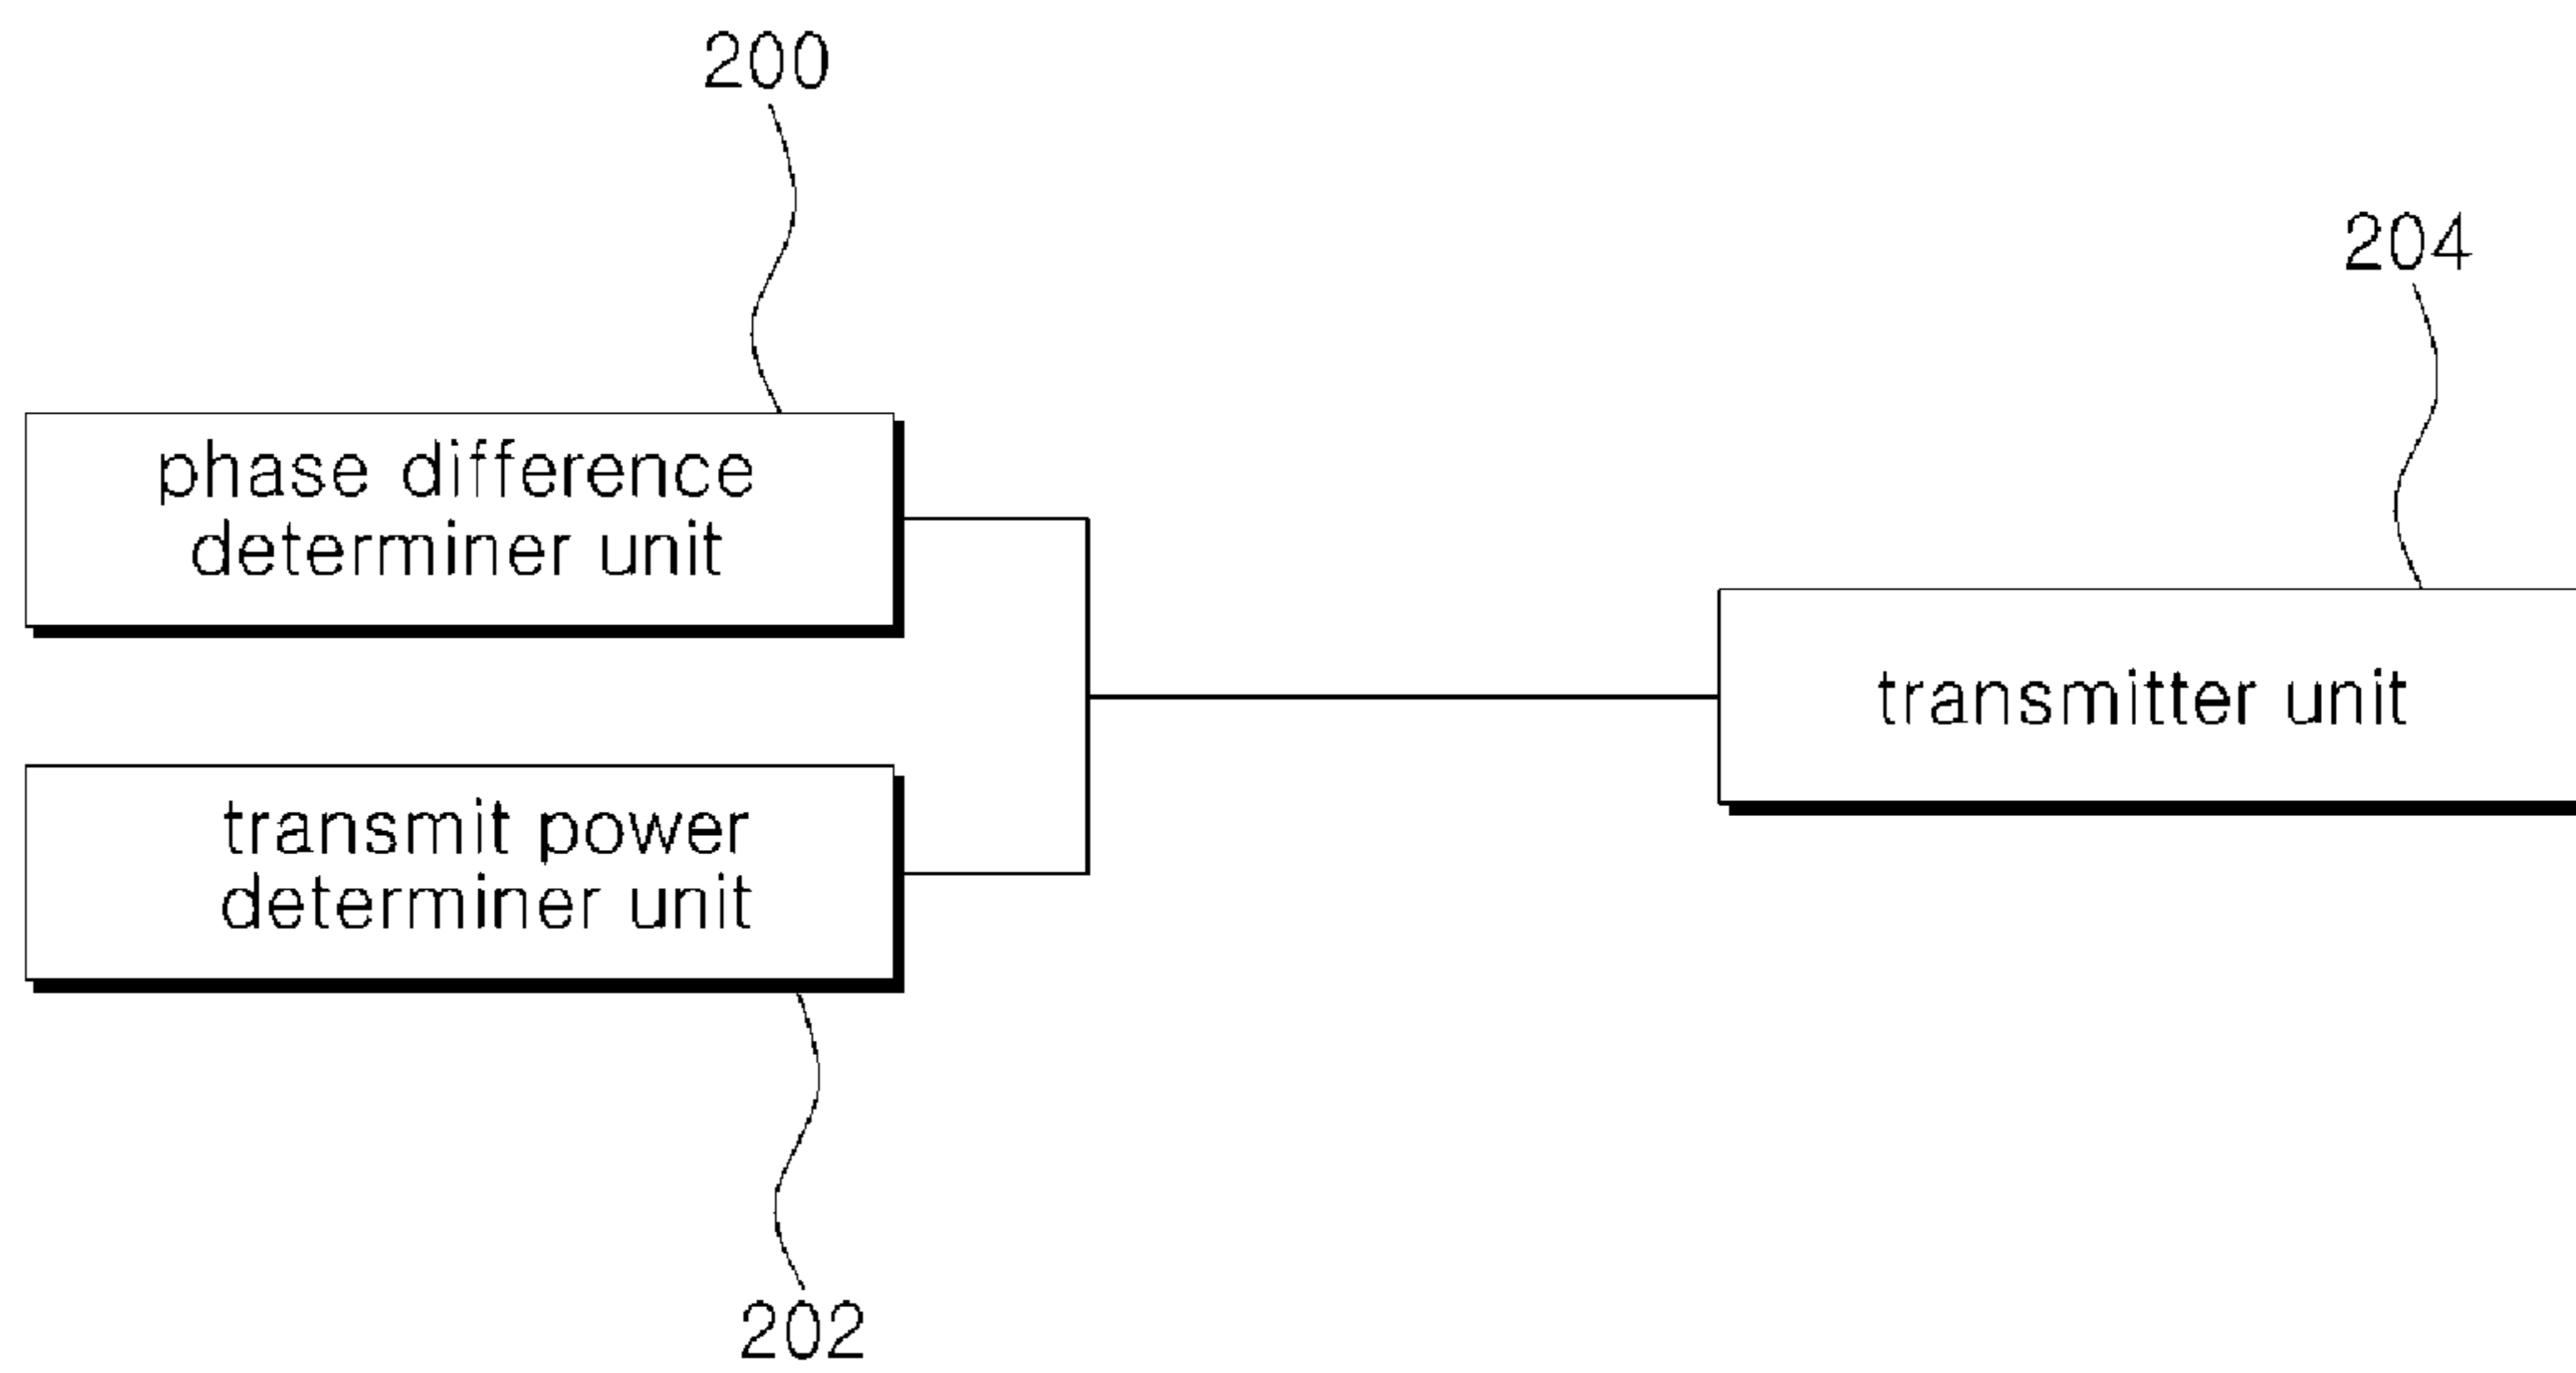 200
204
phase difference
determiner unit
transmitter unit
transmit power
determiner unit
202